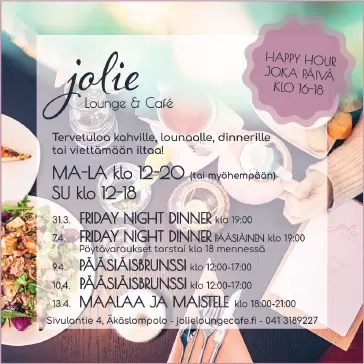 HAPPY HOUR
JOKA PÄIVÄ
KLO 16-18
jolie
Lounge & Café
Tervetuloa kahville, lounaalle, dinnerille
tai viettämään iltaa!
MA-LA klo 12-20 (tai myöhempään)
SU klo 12-18
31.3. FRIDAY NIGHT DINNER klo 19:00
7.4. FRIDAY NIGHT DINNER PÄÄSIÄINEN klo 19:00
Pöytävaraukset torstai klo 18 mennessä
9.4. PÄÄSIÄISBRUNSSI klo 12:00-17:00
10.4. PÄÄSIÄISBRUNSSI klo 12:00-17:00
13.4. MAALAA JA MAISTELE klo 18:00-21:00
Sivulantie 4, Äkäslompolo - jolieloungecafe.fi - 041 3189227